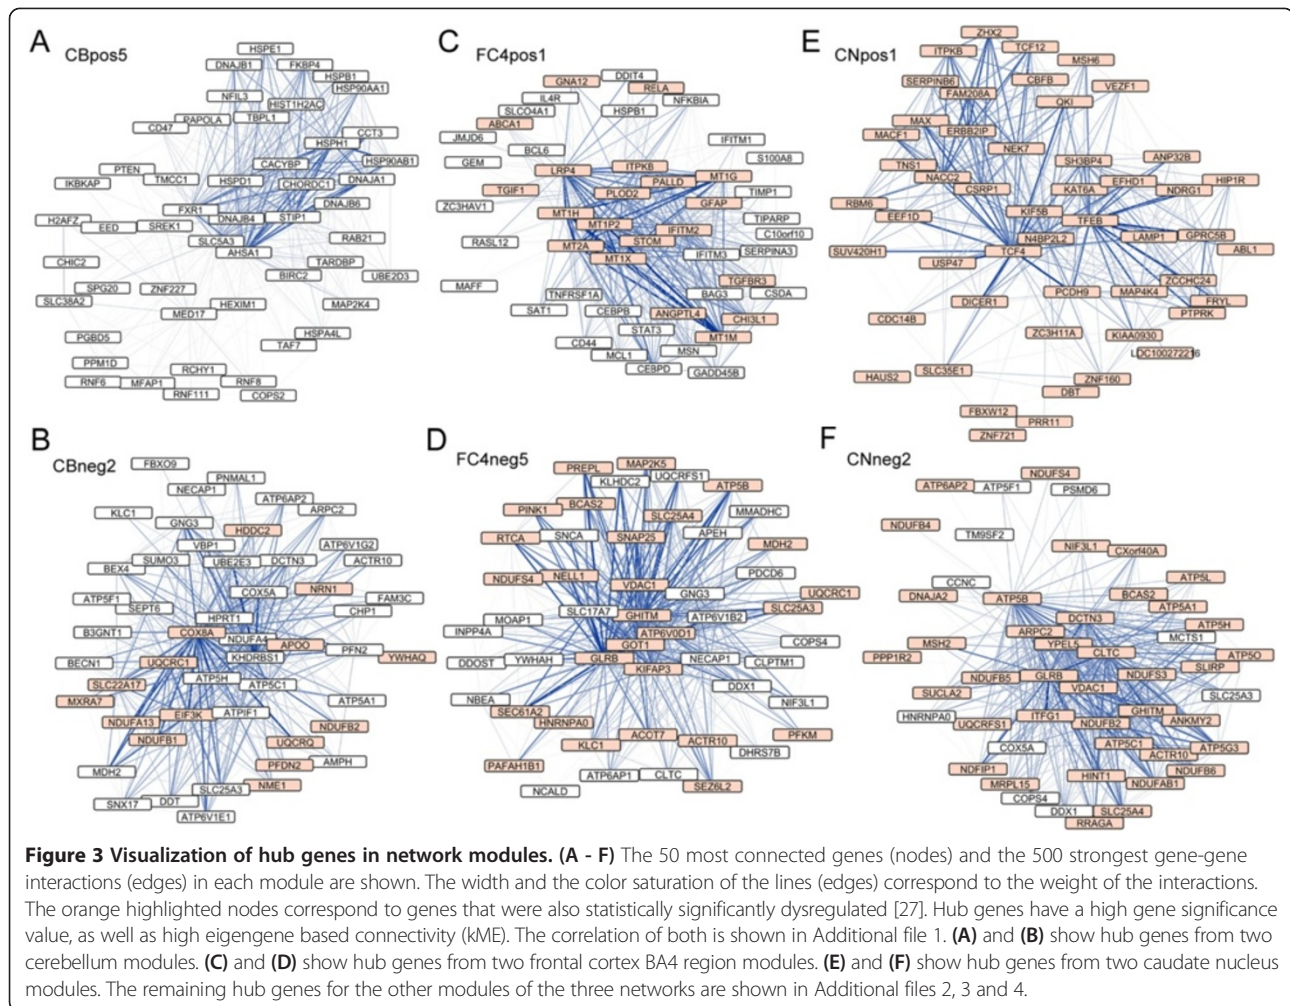 A
CBpos5
HSPE1
DNAJB1
FKBP4
HSPB1
HSP90AA1
NFIL3
HIST1H2AC
PAPOLA
TBPL1
CD47
CCT3
HSPH1
HSP90AB1
CACYBP
PTEN
TMCC1
HSPD1
CHORDC1
DNAJA1
IKBKAP
DNAJB6
FXR1
DNAJB4
STIP1
H2AFZ
EED
SREK1
SLC5A3
RAB21
AHSA1
CHIC2
TARDBP
BIRC2
UBE2D3
SPG20
ZNF227
SLC38A2
HEXIM1
MAP2K4
MED17
PGBD5
HSPA4L
TAF7
PPM1D
RCHY1
RNF6
MFAP1
RNF8
RNF111
COPS2
C
FC4pos1
GNA12
DDIT4
RELA
IL4R
NFKBIA
SLCO4A1
HSPB1
ABCA1
JMJD6
IFITM1
BCL6
GEM
S100A8
LRP4
ITPKB
PALLD
MT1G
TGIF1
PLOD2
TIMP1
ZC3HAV1
GFAP
MT1H
TIPARP
MT1P2
IFITM2
C10orf10
RASL12
MT2A
STOM
SERPINA3
MT1X
IFITM3
TGFBR3
MAFF
TNFRSF1A
BAG3
CSDA
SAT1
CEBPB
ANGPTL4
CHI3L1
STAT3
MT1M
CD44
MCL1
MSN
CEBPD
GADD45B
E
CNpos1
ZHX2
ITPKB
TCF12
MSH6
SERPINB6
CBFB
VEZF1
FAM208A
QKI
MAX
MACF1
ERBB2IP
NEK7
ANP32B
TNS1
SH3BP4
NACC2
EFHD1
HIP1R
CSRP1
KAT6A
NDRG1
RBM6
EEF1D
KIF5B
TFEB
N4BP2L2
LAMP1
GPRC5B
SUV420H1
TCF4
ABL1
USP47
ZCCHC24
PCDH9
MAP4K4
DICER1
FRYL
PTPRK
CDC14B
ZC3H11A
KIAA0930
LOC100272216
SLC35E1
HAUS2
ZNF160
DBT
FBXW12
PRR11
ZNF721
B
CBneg2
FBXO9
PNMAL1
NECAP1
ATP6AP2
KLC1
ARPC2
GNG3
HDDC2
VBP1
ATP6V1G2
SUMO3
UBE2E3
DCTN3
ACTR10
BEX4
COX5A
NRN1
ATP5F1
FAM3C
SEPT6
CHP1
HPRT1
B3GNT1
COX8A
NDUFA4
APOO
PFN2
YWHAQ
BECN1
UQCRC1
KHDRBS1
ATP5H
SLC22A17
ATP5C1
MXRA7
ATP5A1
NDUFA13
EIF3K
ATPIF1
NDUFB2
NDUFB1
UQCRQ
AMPH
PFDN2
MDH2
SLC25A3
NME1
SNX17
DDT
ATP6V1E1
D
FC4neg5
PREPL
MAP2K5
UQCRFS1
KLHDC2
ATP5B
PINK1
BCAS2
SLC25A4
MMADHC
RTCA
SNCA
SNAP25
APEH
MDH2
NDUFS4
NELL1
VDAC1
PDCD6
GNG3
UQCRC1
SLC17A7
SLC25A3
MOAP1
GHITM
ATP6V1B2
INPP4A
ATP6V0D1
COPS4
GOT1
DDOST
YWHAH
GLRB
NECAP1
CLPTM1
KIFAP3
NBEA
DDX1
NIF3L1
SEC61A2
HNRNPA0
ACOT7
PFKM
KLC1
ACTR10
DHRS7B
PAFAH1B1
ATP6AP1
CLTC
NCALD
SEZ6L2
F
CNneg2
NDUFS4
ATP6AP2
ATP5F1
PSMD6
NDUFB4
TM9SF2
NIF3L1
CXorf40A
CCNC
ATP5L
DNAJA2
ATP5B
BCAS2
ATP5A1
DCTN3
ATP5H
ARPC2
MCTS1
MSH2
YPEL5
CLTC
ATP5O
PPP1R2
SLIRP
NDUFB5
GLRB
NDUFS3
SUCLA2
VDAC1
SLC25A3
HNRNPA0
ITFG1
GHITM
UQCRFS1
NDUFB2
ANKMY2
COX5A
ATP5C1
ATP5G3
ACTR10
NDFIP1
NDUFB6
HINT1
MRPL15
NDUFAB1
COPS4
DDX1
SLC25A4
RRAGA
Figure 3 Visualization of hub genes in network modules. (A - F) The 50 most connected genes (nodes) and the 500 strongest gene-gene
interactions (edges) in each module are shown. The width and the color saturation of the lines (edges) correspond to the weight of the interactions.
The orange highlighted nodes correspond to genes that were also statistically significantly dysregulated [27]. Hub genes have a high gene significance
value, as well as high eigengene based connectivity (kME). The correlation of both is shown in Additional file 1. (A) and (B) show hub genes from two
cerebellum modules. (C) and (D) show hub genes from two frontal cortex BA4 region modules. (E) and (F) show hub genes from two caudate nucleus
modules. The remaining hub genes for the other modules of the three networks are shown in Additional files 2, 3 and 4.